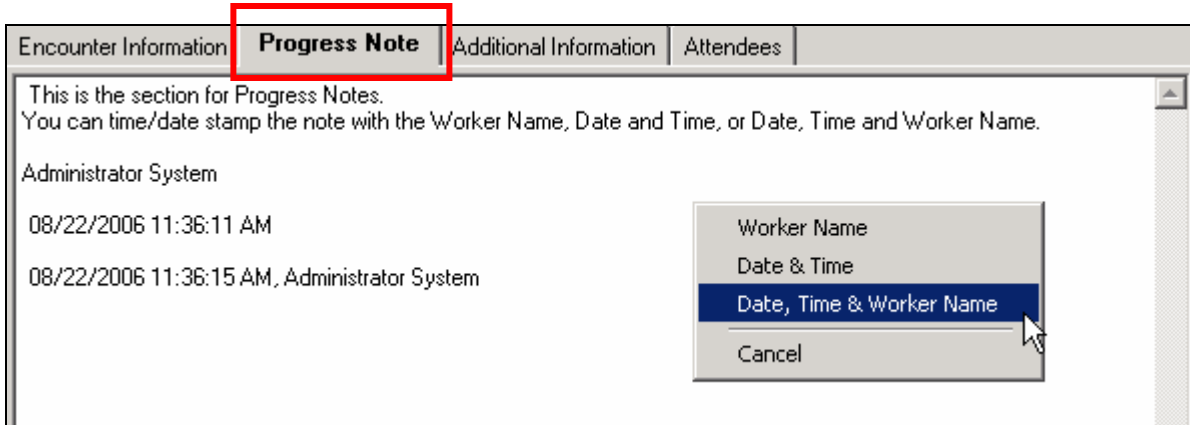 Encounter Information Progress Note Additional Information Attendees
This is the section for Progress Notes.
You can time/date stamp the note with the Worker Name, Date and Time, or Date, Time and Worker Name.
Administrator System
08/22/2006 11:36:11 AM
08/22/2006 11:36:15 AM, Administrator System
Worker Name
Date & Time
Date, Time & Worker Name
Cancel